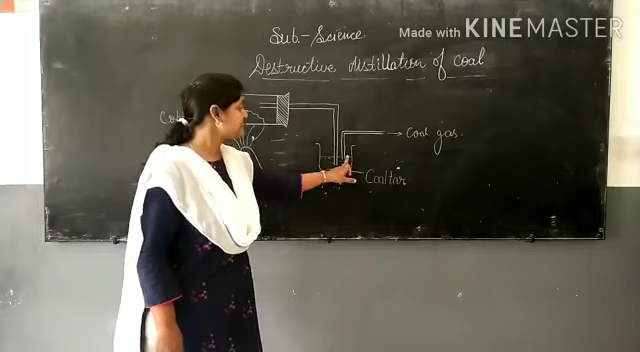 Made with KINEMASTER
Sub.- Science.
Destructive distillation of coal
Coal gas.
Coaltar